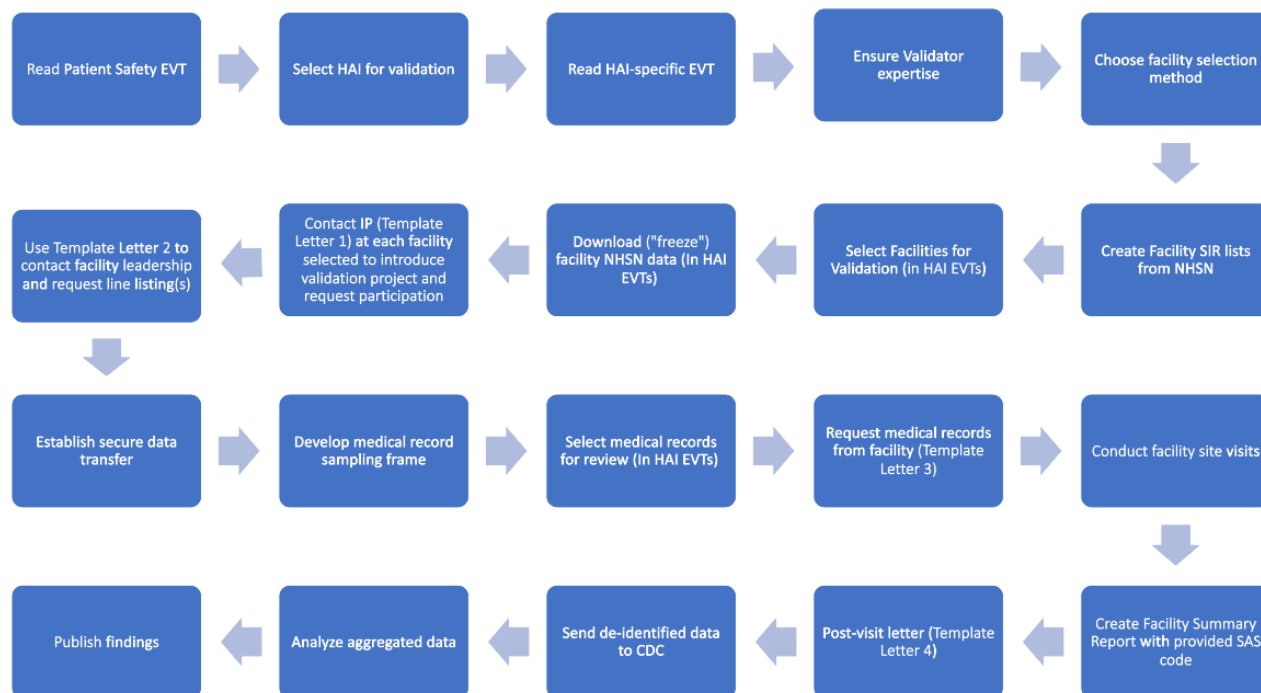 Read Patient Safety EVT
Select HAI for validation
Read HAI-specific EVT
Ensure Validator
expertise
Choose facility selection
method
Create Facility SIR lists
from NHSN
Select Facilities for
Validation (in HAI EVTs)
Download ("freeze")
facility NHSN data (In HAI
EVTs)
Contact IP (Template
Letter 1) at each facility
selected to introduce
validation project and
request participation
Use Template Letter 2 to
contact facility leadership
and request line listing(s)
Establish secure data
transfer
Develop medical record
sampling frame
Select medical records
for review (In HAI EVTs)
Request medical records
from facility (Template
Letter 3)
Conduct facility site visits
Create Facility Summary
Report with provided SAS
code
Post-visit letter (Template
Letter 4)
Send de-identified data
to CDC
Analyze aggregated data
Publish findings